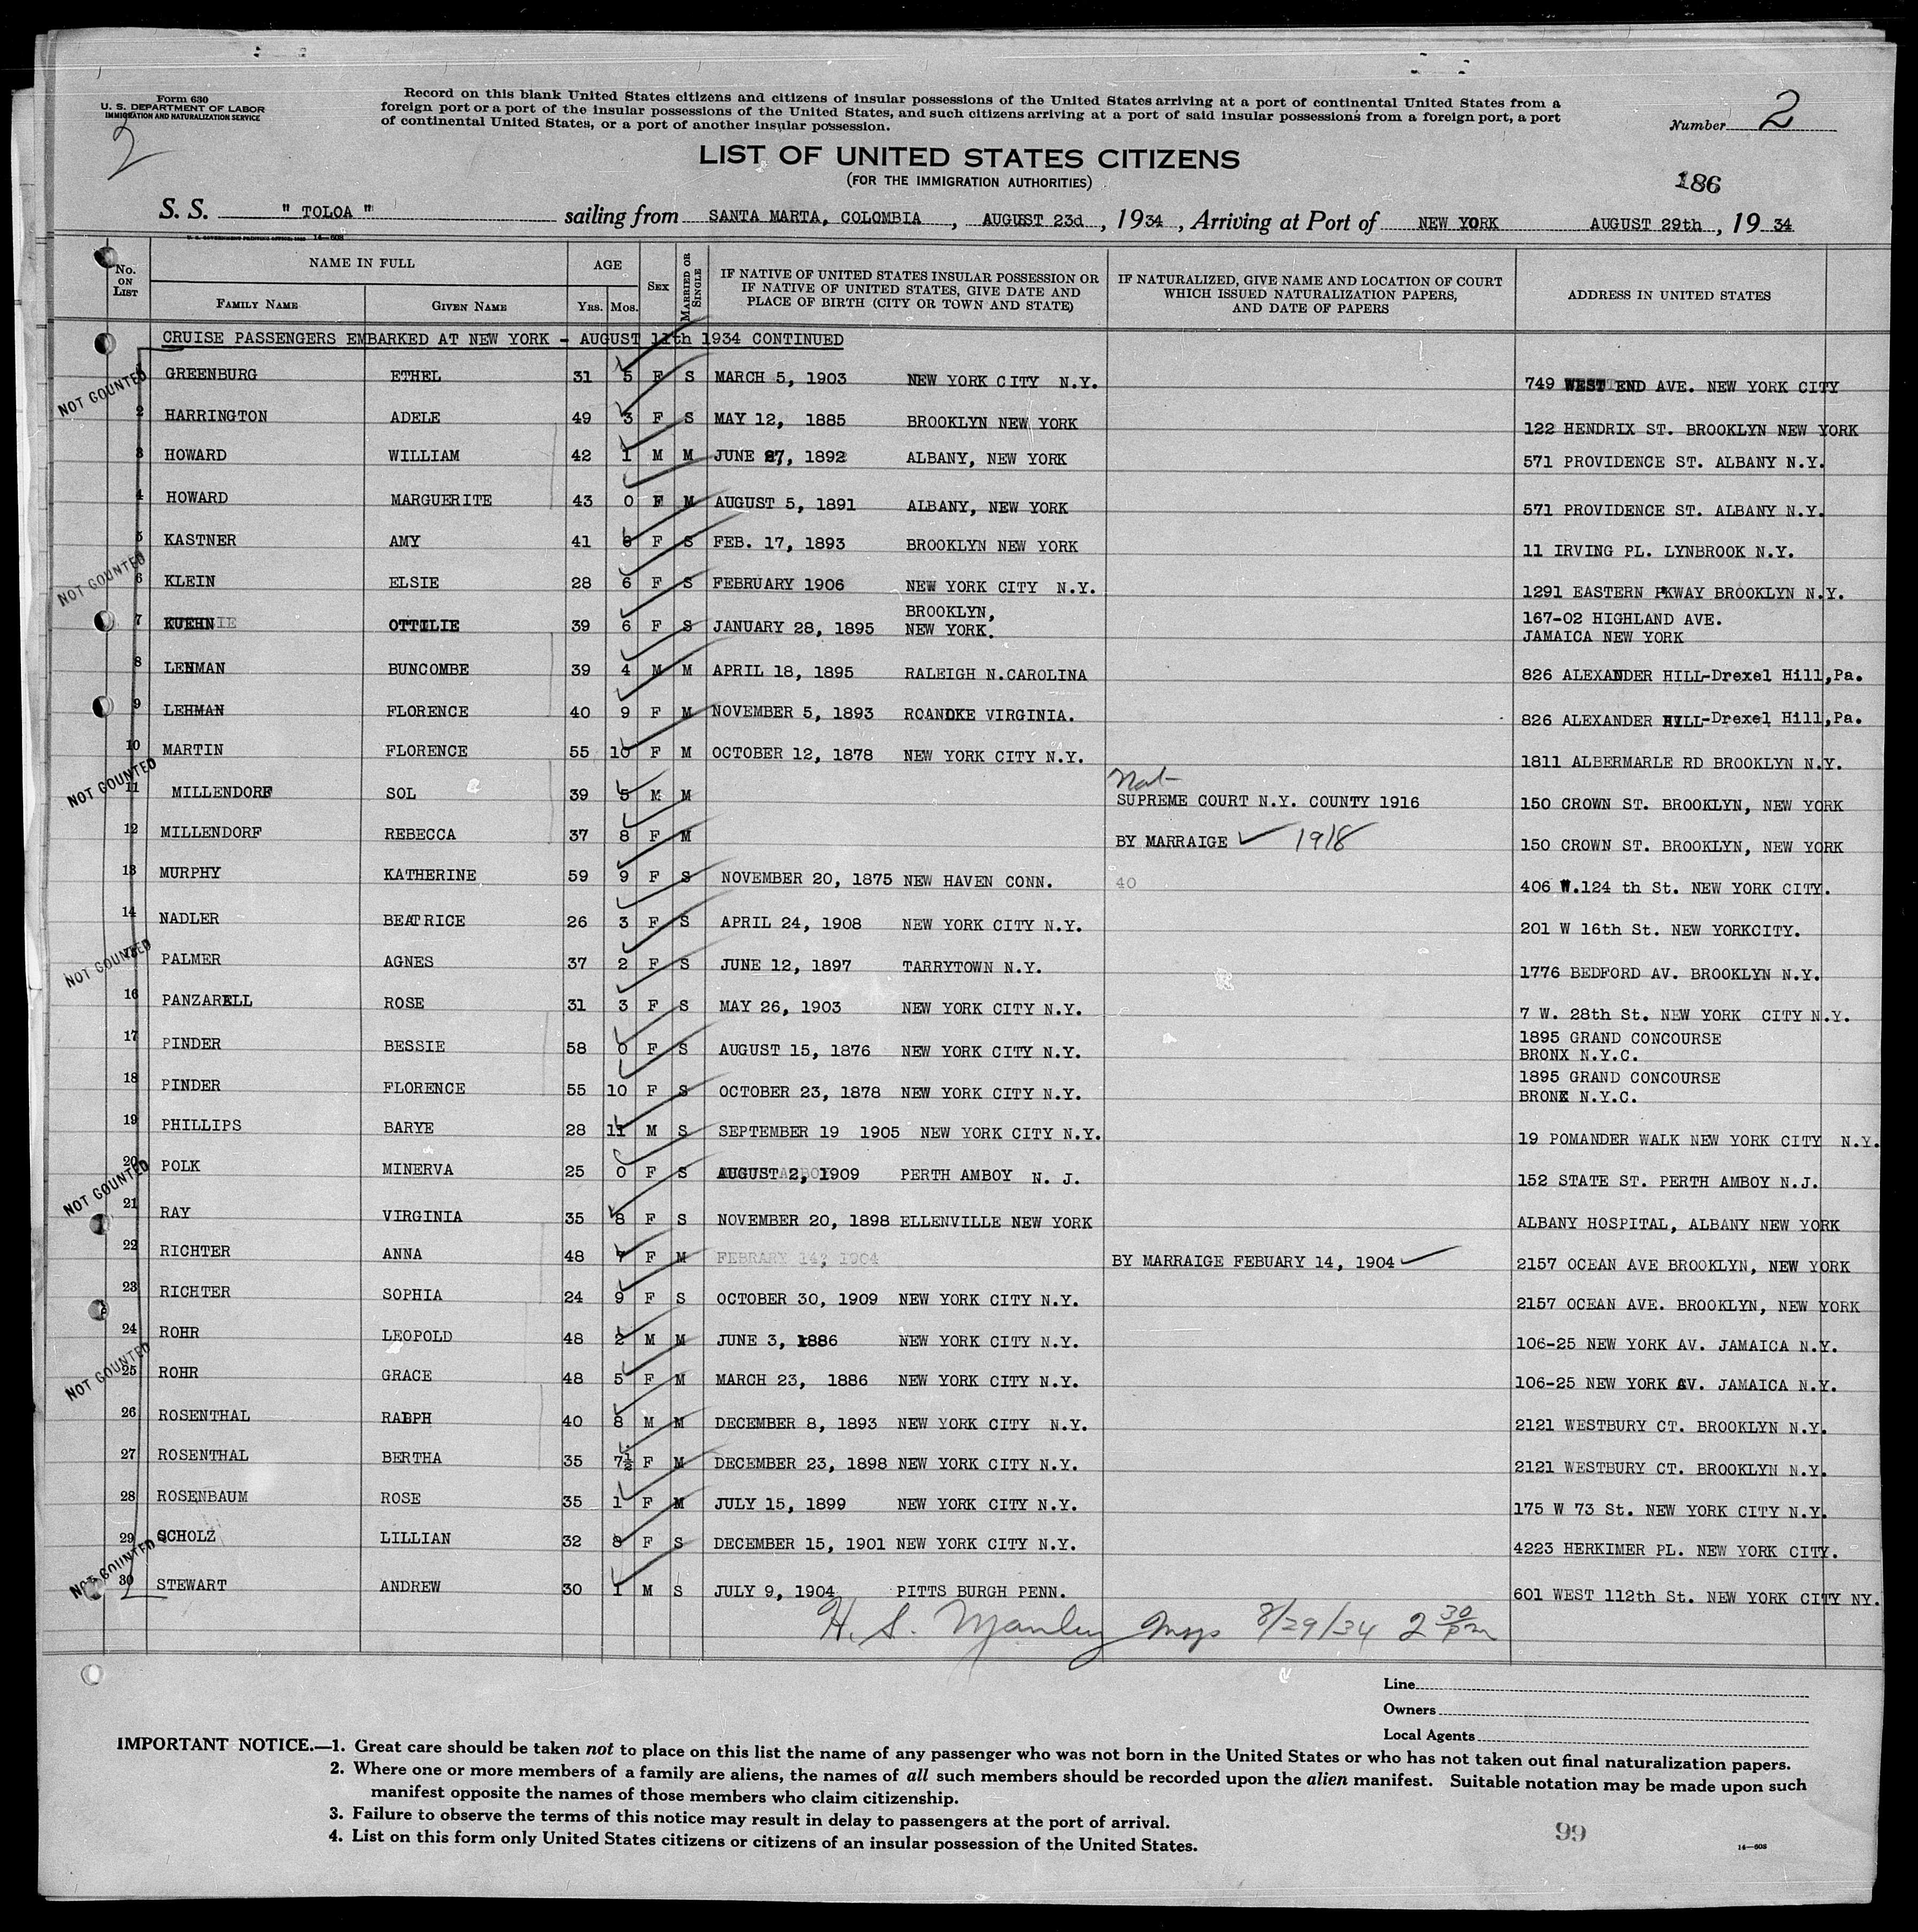 Form 630
U. S. DEPARTMENT OF LABOR
IMMIGRATION AND NATURALIZATION SERVICE
2
Record on this blank United States citizens and citizens of insular possessions of the United States arriving at a port of continental United States from a
foreign port or a port of the insular possessions of the United States, and such citizens arriving at a port of said insular possessions from a foreign port, a port
of continental United States, or a port of another insular possession.
Number 2
LIST OF UNITED STATES CITIZENS
(FOR THE IMMIGRATION AUTHORITIES)
186
S. S. " TOLOA " sailing from SANTA MARTA, COLOMBIA , AUGUST 23d , 1934 , Arriving at Port of NEW YORK AUGUST 29th , 19 34
No. ON LIST
NAME IN FULL
FAMILY NAME GIVEN NAME
AGE
YRS. MOS.
SEX
MARRIED OR SINGLE
IF NATIVE OF UNITED STATES INSULAR POSSESSION OR
IF NATIVE OF UNITED STATES, GIVE DATE AND
PLACE OF BIRTH (CITY OR TOWN AND STATE)
IF NATURALIZED, GIVE NAME AND LOCATION OF COURT
WHICH ISSUED NATURALIZATION PAPERS,
AND DATE OF PAPERS
ADDRESS IN UNITED STATES
CRUISE PASSENGERS EMBARKED AT NEW YORK - AUGUST 11th 1934 CONTINUED
NOT COUNTED
1 GREENBURG ETHEL 31 5 F S MARCH 5, 1903 NEW YORK CITY N.Y. 749 WEST END AVE. NEW YORK CITY
2 HARRINGTON ADELE 49 3 F S MAY 12, 1885 BROOKLYN NEW YORK 122 HENDRIX ST. BROOKLYN NEW YORK
3 HOWARD WILLIAM 42 1 M M JUNE 27, 1892 ALBANY, NEW YORK 571 PROVIDENCE ST. ALBANY N.Y.
4 HOWARD MARGUERITE 43 0 F M AUGUST 5, 1891 ALBANY, NEW YORK 571 PROVIDENCE ST. ALBANY N.Y.
5 KASTNER AMY 41 6 F S FEB. 17, 1893 BROOKLYN NEW YORK 11 IRVING PL. LYNBROOK N.Y.
NOT COUNTED
6 KLEIN ELSIE 28 6 F S FEBRUARY 1906 NEW YORK CITY N.Y. 1291 EASTERN PKWAY BROOKLYN N.Y.
7 KUEHN OTTILIE 39 6 F S JANUARY 28, 1895 BROOKLYN, NEW YORK. 167-02 HIGHLAND AVE. JAMAICA NEW YORK
8 LEHMAN BUNCOMBE 39 4 M M APRIL 18, 1895 RALEIGH N.CAROLINA 826 ALEXANDER HILL-Drexel Hill,Pa.
9 LEHMAN FLORENCE 40 9 F M NOVEMBER 5, 1893 ROANOKE VIRGINIA. 826 ALEXANDER HILL-Drexel Hill,Pa.
10 MARTIN FLORENCE 55 10 F M OCTOBER 12, 1878 NEW YORK CITY N.Y. 1811 ALBERMARLE RD BROOKLYN N.Y.
NOT COUNTED
Nat
11 MILLENDORF SOL 39 5 M M SUPREME COURT N.Y. COUNTY 1916 150 CROWN ST. BROOKLYN, NEW YORK
12 MILLENDORF REBECCA 37 8 F M BY MARRAIGE 1918 150 CROWN ST. BROOKLYN, NEW YORK
13 MURPHY KATHERINE 59 9 F S NOVEMBER 20, 1875 NEW HAVEN CONN. 40 406 W.124 th St. NEW YORK CITY.
14 NADLER BEATRICE 26 3 F S APRIL 24, 1908 NEW YORK CITY N.Y. 201 W 16th St. NEW YORKCITY.
NOT COUNTED
15 PALMER AGNES 37 2 F S JUNE 12, 1897 TARRYTOWN N.Y. 1776 BEDFORD AV. BROOKLYN N.Y.
16 PANZARELL ROSE 31 3 F S MAY 26, 1903 NEW YORK CITY N.Y. 7 W. 28th St. NEW YORK CITY N.Y.
17 PINDER BESSIE 58 0 F S AUGUST 15, 1876 NEW YORK CITY N.Y. 1895 GRAND CONCOURSE BRONX N.Y.C.
18 PINDER FLORENCE 55 10 F S OCTOBER 23, 1878 NEW YORK CITY N.Y. 1895 GRAND CONCOURSE BRONX N.Y.C.
19 PHILLIPS BARYE 28 11 M S SEPTEMBER 19 1905 NEW YORK CITY N.Y. 19 POMANDER WALK NEW YORK CITY N.Y.
20 POLK MINERVA 25 0 F S AUGUST 2, 1909 PERTH AMBOY N. J. 152 STATE ST. PERTH AMBOY N.J.
NOT COUNTED
21 RAY VIRGINIA 35 8 F S NOVEMBER 20, 1898 ELLENVILLE NEW YORK ALBANY HOSPITAL, ALBANY NEW YORK
22 RICHTER ANNA 48 7 F M FEBRARY 14, 1904 BY MARRAIGE FEBUARY 14, 1904 2157 OCEAN AVE BROOKLYN, NEW YORK
23 RICHTER SOPHIA 24 9 F S OCTOBER 30, 1909 NEW YORK CITY N.Y. 2157 OCEAN AVE. BROOKLYN, NEW YORK
24 ROHR LEOPOLD 48 2 M M JUNE 3, 1886 NEW YORK CITY N.Y. 106-25 NEW YORK AV. JAMAICA N.Y.
NOT COUNTED
25 ROHR GRACE 48 5 F M MARCH 23, 1886 NEW YORK CITY N.Y. 106-25 NEW YORK AV. JAMAICA N.Y.
26 ROSENTHAL RALPH 40 8 M M DECEMBER 8, 1893 NEW YORK CITY N.Y. 2121 WESTBURY CT. BROOKLYN N.Y.
27 ROSENTHAL BERTHA 35 7½ F M DECEMBER 23, 1898 NEW YORK CITY N.Y. 2121 WESTBURY CT. BROOKLYN N.Y.
28 ROSENBAUM ROSE 35 1 F M JULY 15, 1899 NEW YORK CITY N.Y. 175 W 73 St. NEW YORK CITY N.Y.
29 SCHOLZ LILLIAN 32 8 F S DECEMBER 15, 1901 NEW YORK CITY N.Y. 4223 HERKIMER PL. NEW YORK CITY.
NOT COUNTED
30 STEWART ANDREW 30 1 M S JULY 9, 1904 PITTS BURGH PENN. 601 WEST 112th St. NEW YORK CITY NY.
H. S. Manley Insp 8/29/34 2 30 pm
Line
Owners
Local Agents
IMPORTANT NOTICE.—1. Great care should be taken not to place on this list the name of any passenger who was not born in the United States or who has not taken out final naturalization papers.
2. Where one or more members of a family are aliens, the names of all such members should be recorded upon the alien manifest. Suitable notation may be made upon such
manifest opposite the names of those members who claim citizenship.
3. Failure to observe the terms of this notice may result in delay to passengers at the port of arrival.
4. List on this form only United States citizens or citizens of an insular possession of the United States.
99
14—608